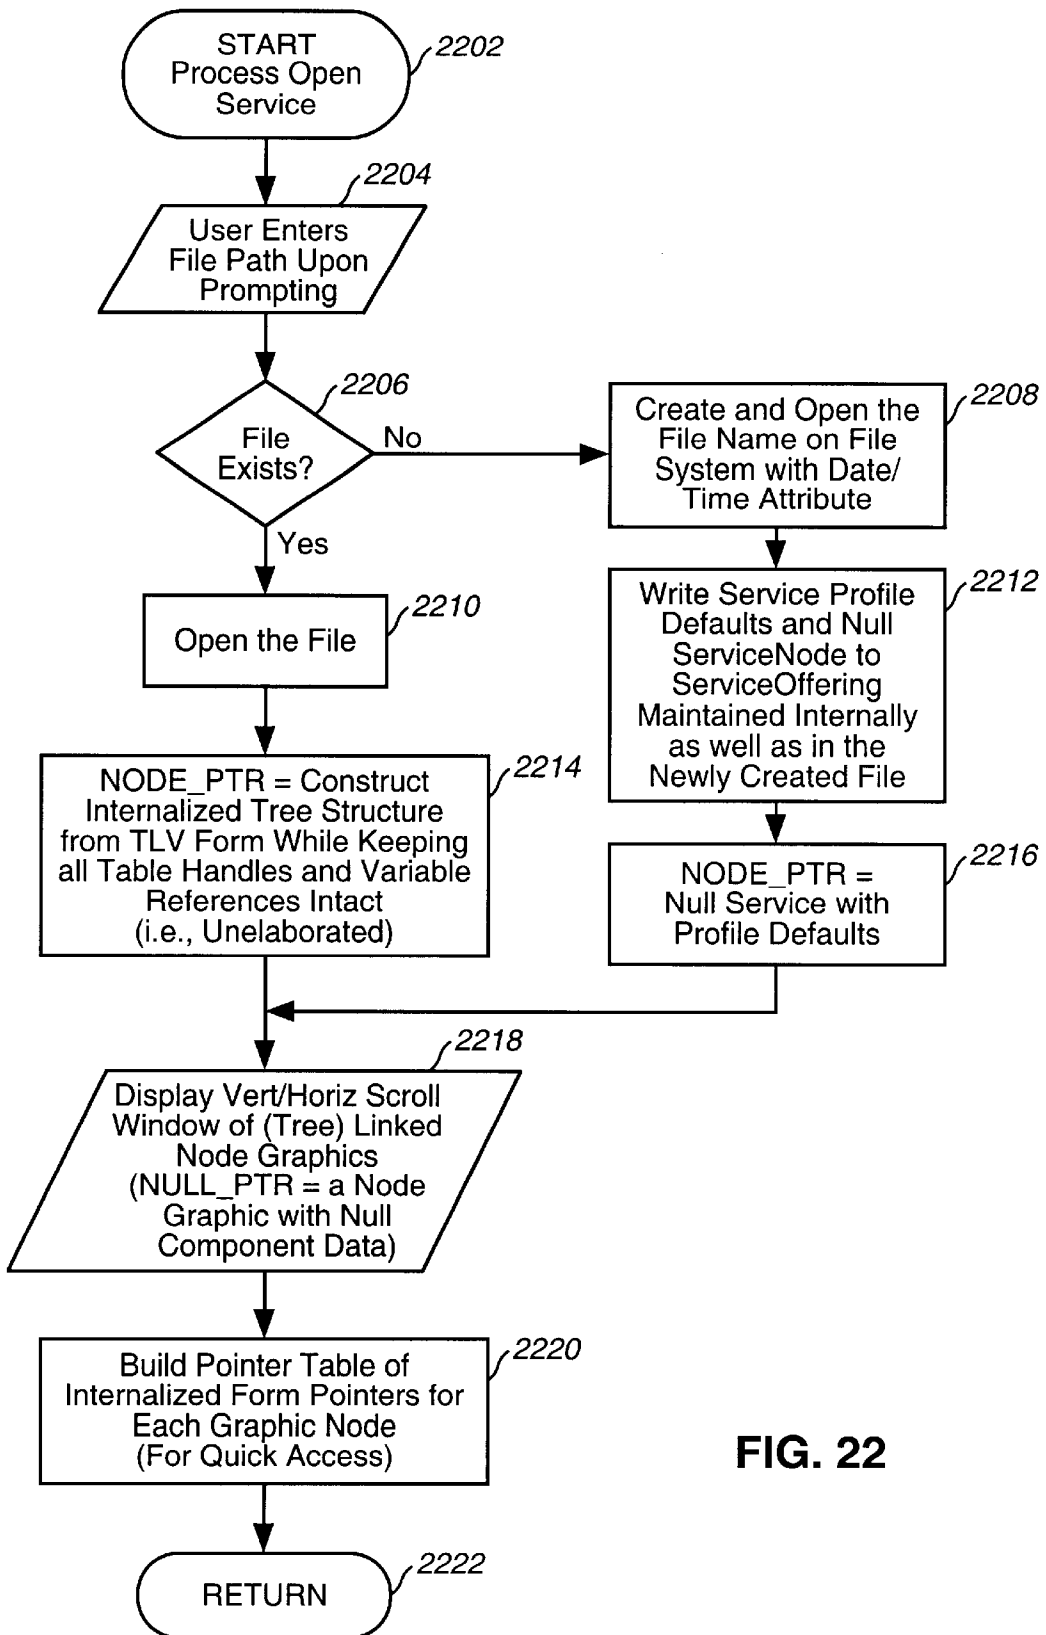 START
Process Open
Service
2202
2204
User Enters
File Path Upon
Prompting
2206
File
Exists?
No
Yes
2208
Create and Open the
File Name on File
System with Date/
Time Attribute
2210
Open the File
2212
Write Service Profile
Defaults and Null
ServiceNode to
ServiceOffering
Maintained Internally
as well as in the
Newly Created File
2214
NODE_PTR = Construct
Internalized Tree Structure
from TLV Form While Keeping
all Table Handles and Variable
References Intact
(i.e., Unelaborated)
2216
NODE_PTR =
Null Service with
Profile Defaults
2218
Display Vert/Horiz Scroll
Window of (Tree) Linked
Node Graphics
(NULL_PTR = a Node
Graphic with Null
Component Data)
2220
Build Pointer Table of
Internalized Form Pointers for
Each Graphic Node
(For Quick Access)
FIG. 22
2222
RETURN